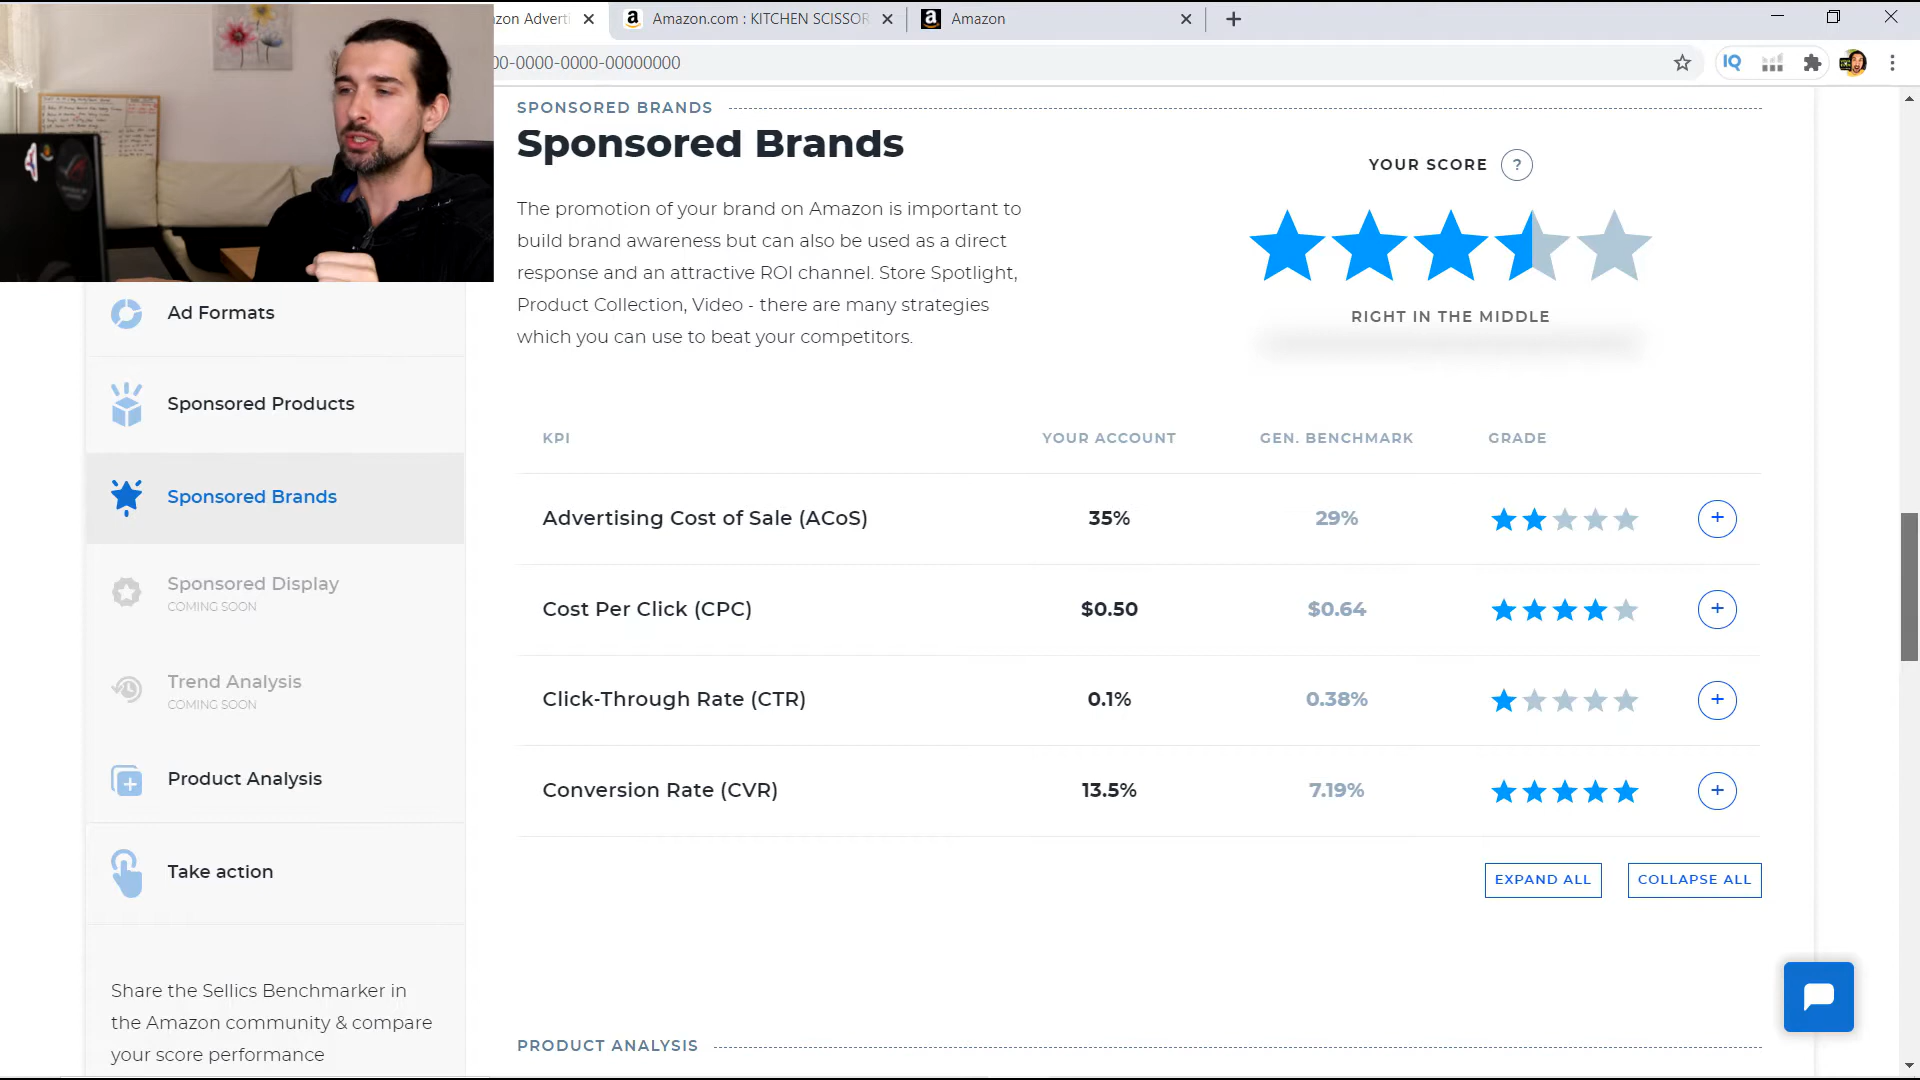 zon Adverti
Amazon.com : KITCHEN SCISSOR
Amazon
00-0000-0000-00000000
IQ
SPONSORED BRANDS
Sponsored Brands
The promotion of your brand on Amazon is important to
build brand awareness but can also be used as a direct
response and an attractive ROI channel. Store Spotlight,
Product Collection, Video - there are many strategies
which you can use to beat your competitors.
YOUR SCORE ?
RIGHT IN THE MIDDLE
Ad Formats
Sponsored Products
Sponsored Brands
Sponsored Display
COMING SOON
Trend Analysis
COMING SOON
Product Analysis
Take action
Share the Sellics Benchmarker in
the Amazon community & compare
your score performance
KPI YOUR ACCOUNT GEN. BENCHMARK GRADE
Advertising Cost of Sale (ACoS) 35% 29%
Cost Per Click (CPC) $0.50 $0.64
Click-Through Rate (CTR) 0.1% 0.38%
Conversion Rate (CVR) 13.5% 7.19%
EXPAND ALL COLLAPSE ALL
PRODUCT ANALYSIS